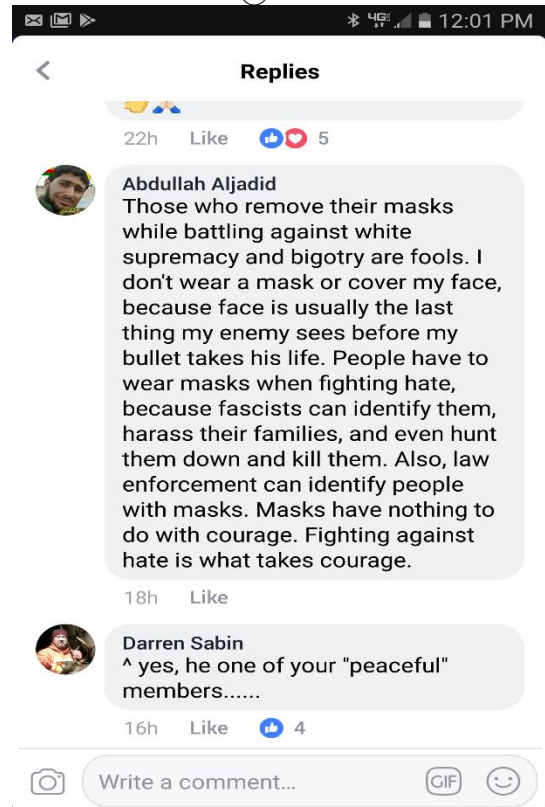 4G 12:01 PM
Replies
22h Like 5
Abdullah Aljadid
Those who remove their masks
while battling against white
supremacy and bigotry are fools. I
don't wear a mask or cover my face,
because face is usually the last
thing my enemy sees before my
bullet takes his life. People have to
wear masks when fighting hate,
because fascists can identify them,
harass their families, and even hunt
them down and kill them. Also, law
enforcement can identify people
with masks. Masks have nothing to
do with courage. Fighting against
hate is what takes courage.
18h Like
Darren Sabin
^ yes, he one of your "peaceful"
members......
16h Like 4
Write a comment... GIF